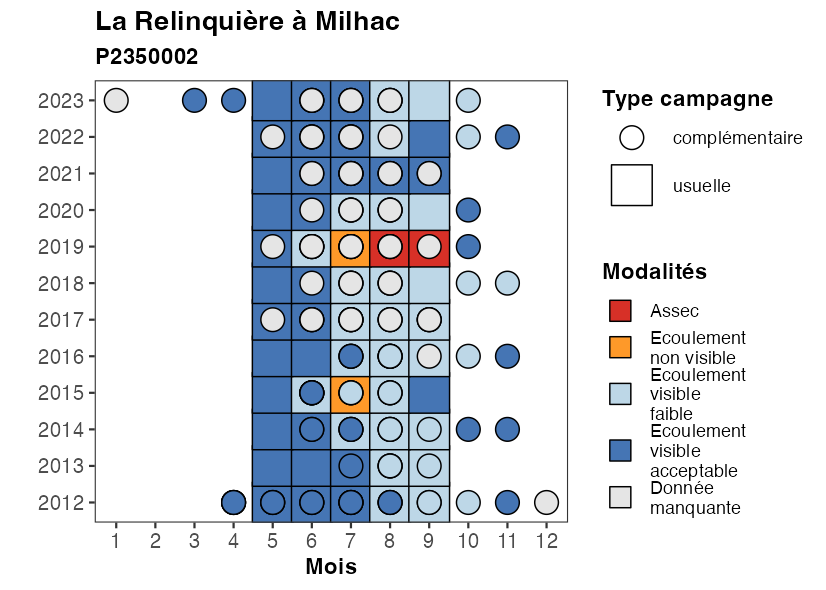 La Relinquière à Milhac
P2350002
2023
2022
2021
2020
2019
2018
2017
2016
2015
2014
2013
2012
1 2 3 4 5 6 7 8 9 10 11 12
Mois
Type campagne
complémentaire
usuelle
Modalités
Assec
Ecoulement
non visible
Ecoulement
visible
faible
Ecoulement
visible
acceptable
Donnée
manquante